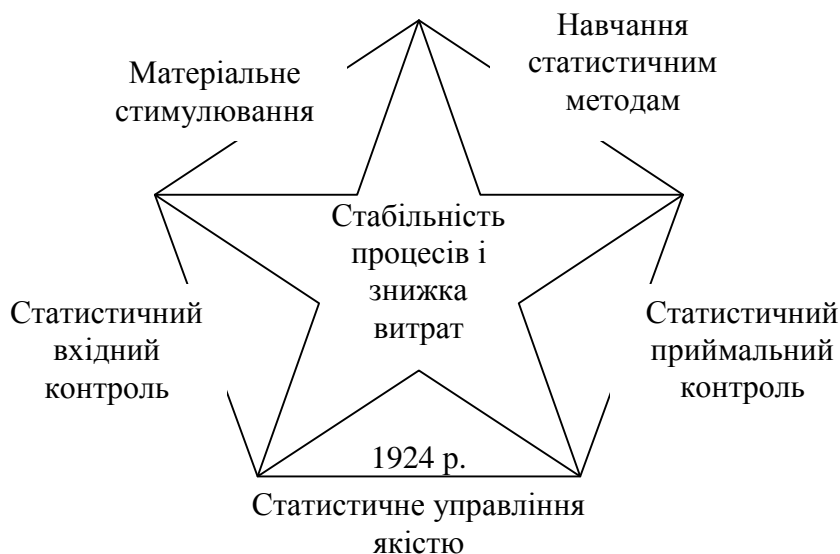 Матеріальне
стимулювання
Навчання
статистичним
методам
Стабільність
процесів і
знижка
витрат
Статистичний
вхідний
контроль
Статистичний
приймальний
контроль
1924 р.
Статистичне управління
якістю